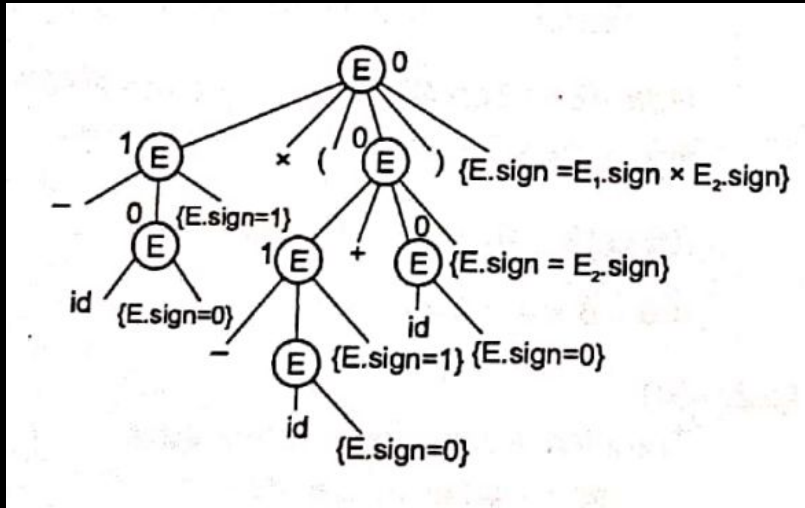 E 0
1 E × ( 0 E ) {E.sign =E₁.sign × E₂.sign}
− 0 E {E.sign=1} 1 E + 0 E {E.sign = E₂.sign}
id {E.sign=0} − E {E.sign=1} id {E.sign=0}
id {E.sign=0}